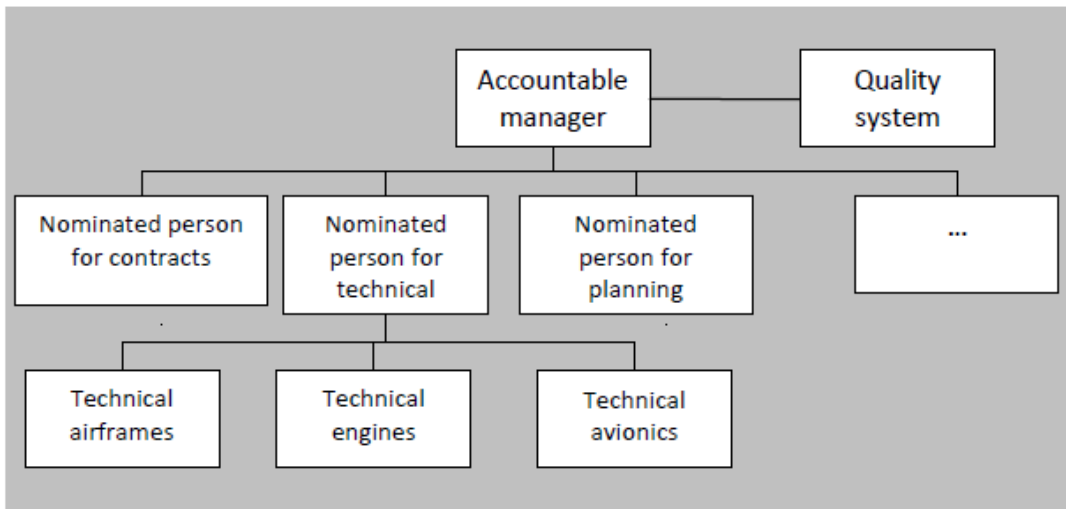 Accountable
manager
Quality
system
Nominated person
for contracts
Nominated
person for
technical
Nominated
person for
planning
...
Technical
airframes
Technical
engines
Technical
avionics